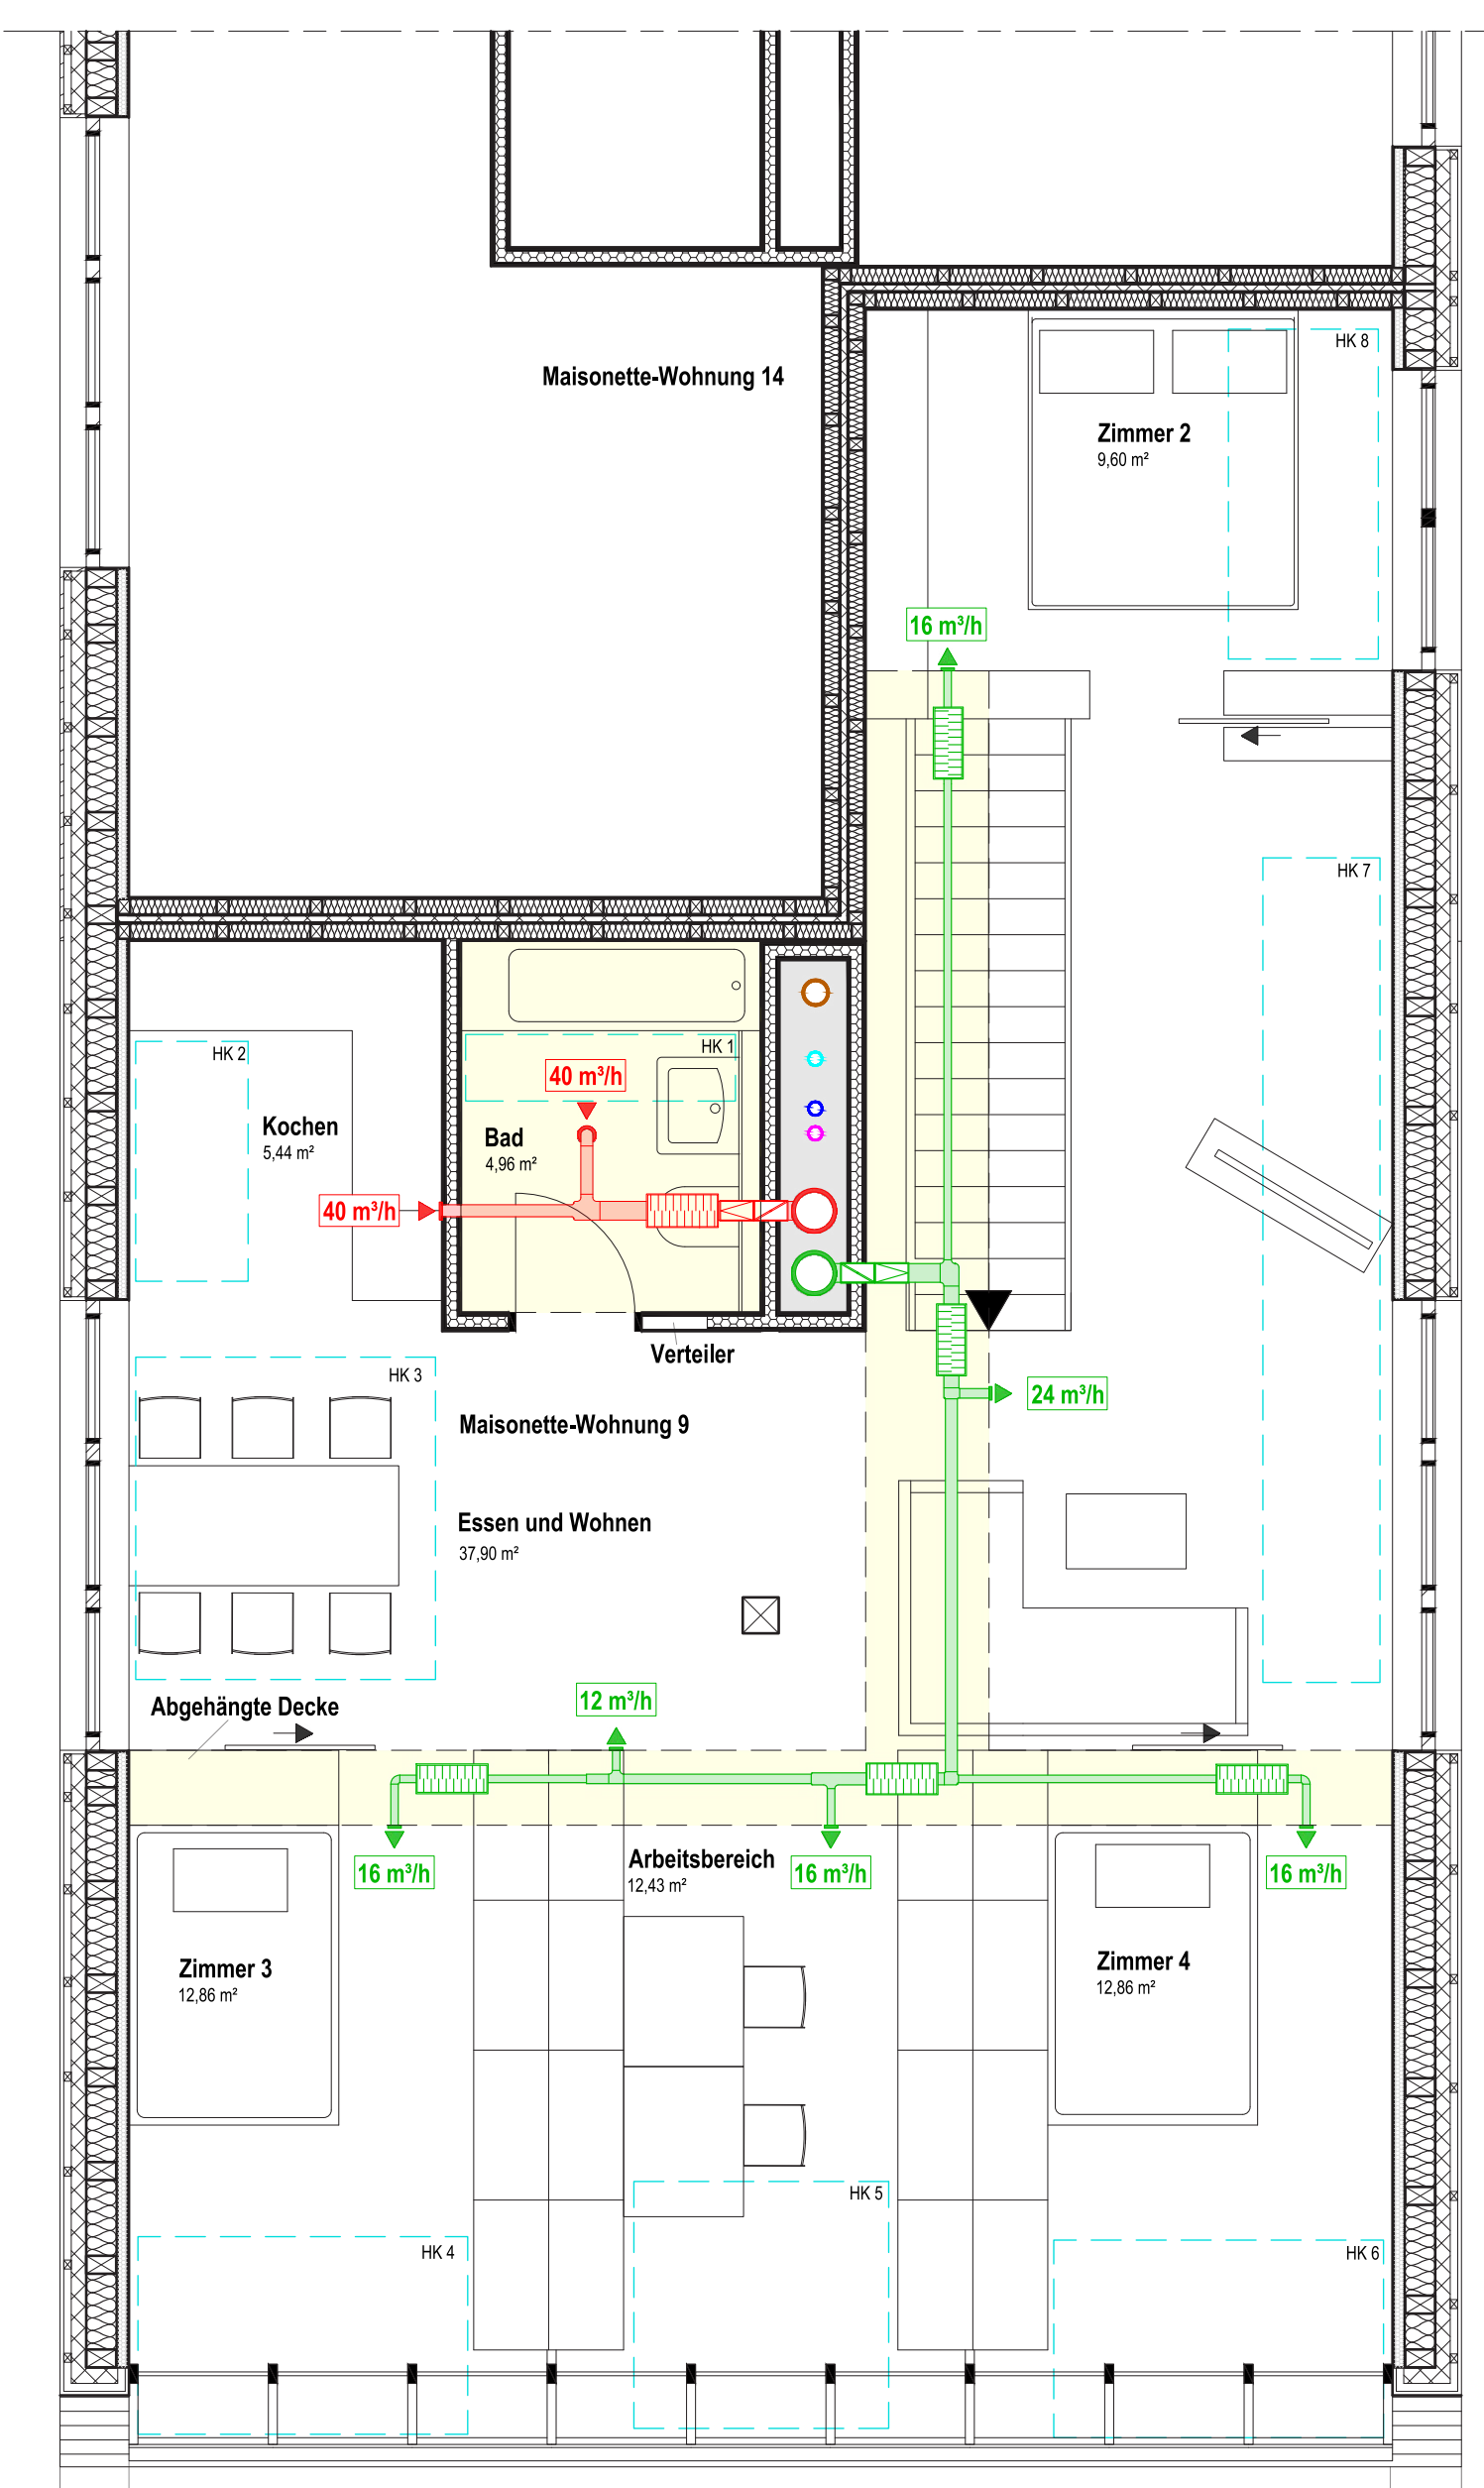 Maisonette-Wohnung 14
HK 8
Zimmer 2
9,60 m²
16 m³/h
HK 7
HK 2
HK 1
40 m³/h
Kochen
5,44 m²
Bad
4,96 m²
40 m³/h
Verteiler
HK 3
24 m³/h
Maisonette-Wohnung 9
Essen und Wohnen
37,90 m²
12 m³/h
Abgehängte Decke
16 m³/h
Arbeitsbereich
12,43 m²
16 m³/h
16 m³/h
Zimmer 3
12,86 m²
Zimmer 4
12,86 m²
HK 5
HK 4
HK 6